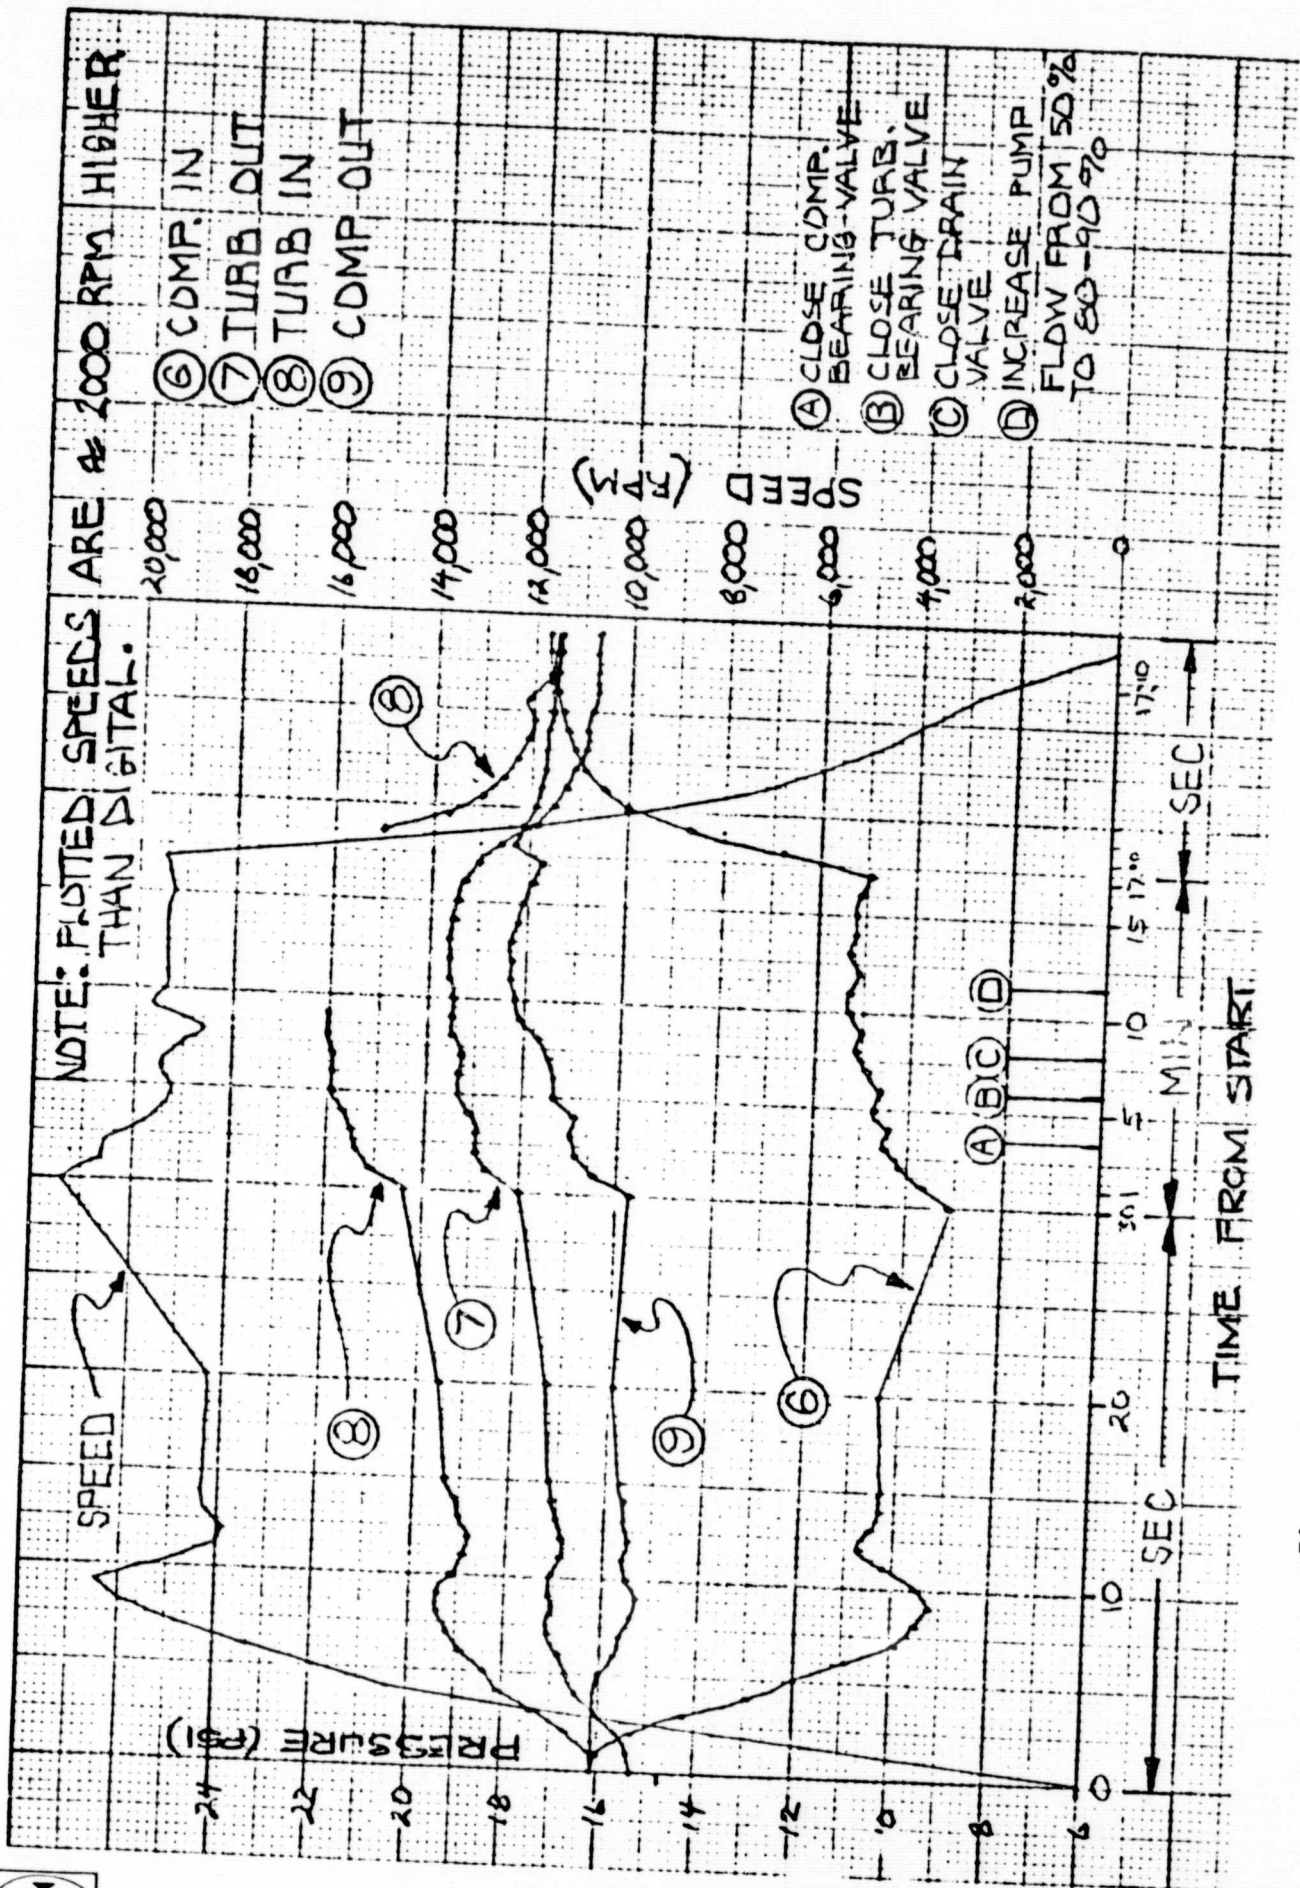 NOTE: PLOTTED SPEEDS ARE ≈ 2000 RPM HIGHER
THAN DIGITAL.
⑥ COMP. IN
⑦ TURB OUT
⑧ TURB IN
⑨ COMP OUT
SPEED
PRESSURE (PSI)
24
22
20
18
16
14
12
10
8
6
20,000
18,000
16,000
14,000
12,000
10,000
8,000
6,000
4,000
2,000
0
SPEED (RPM)
⑧
⑦
⑨
⑥
⑧
Ⓐ CLOSE COMP.
BEARING VALVE
Ⓑ CLOSE TURB.
BEARING VALVE
Ⓒ CLOSE DRAIN
VALVE
Ⓓ INCREASE PUMP
FLOW FROM 50%
TO 80-90%
Ⓐ Ⓑ Ⓒ Ⓓ
0 10 20 30 1 5 10 15 17:00 17:10
SEC MIN SEC
TIME FROM START